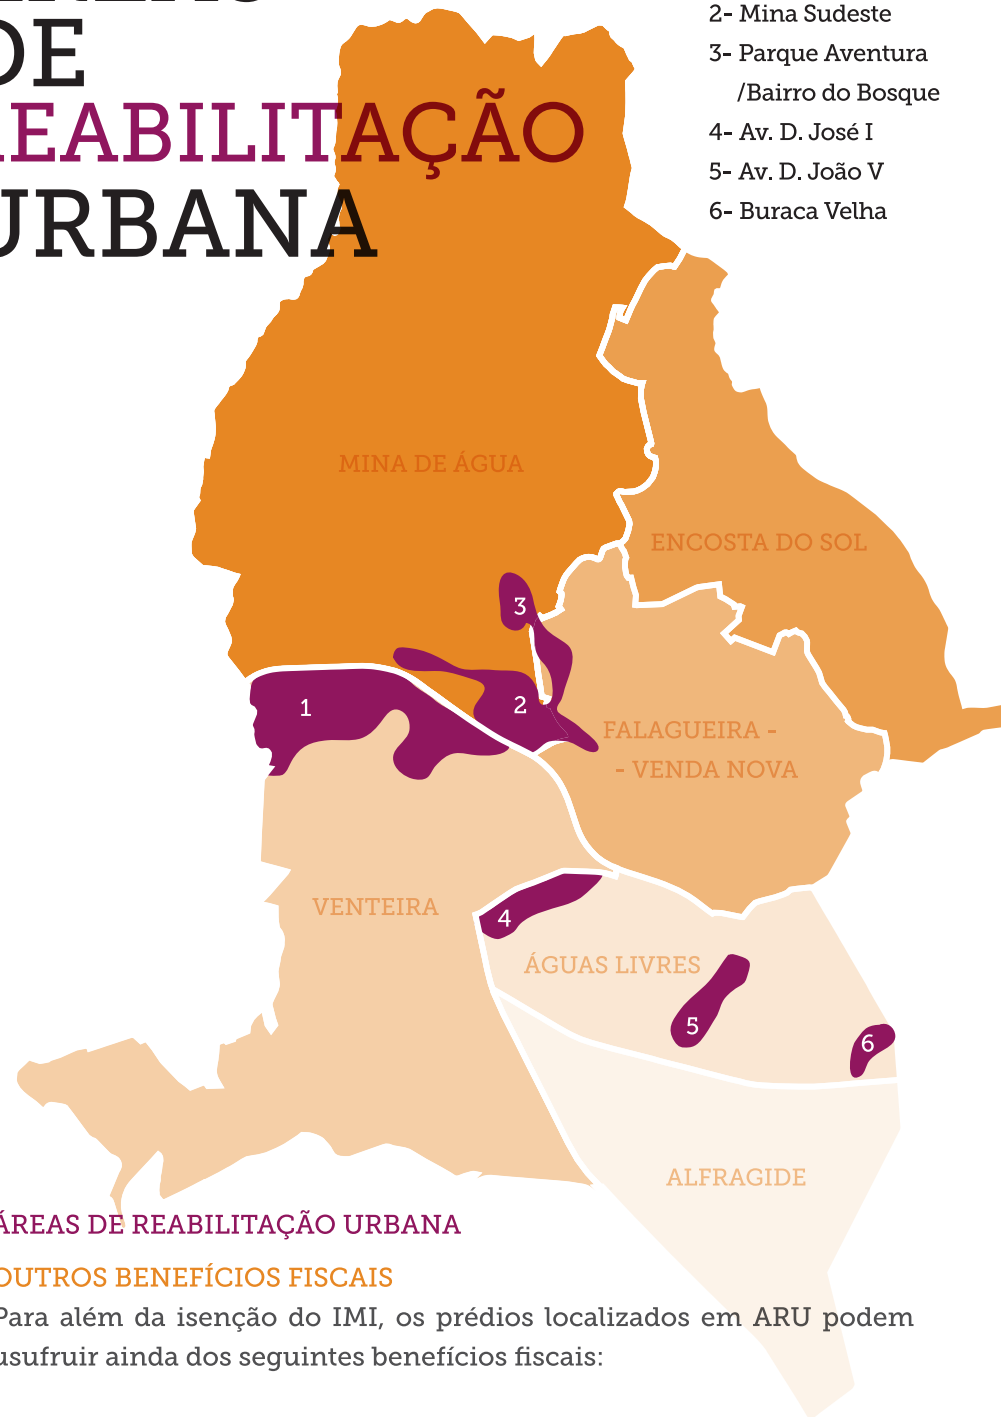 DE
REABILITAÇÃO
URBANA
2- Mina Sudeste
3- Parque Aventura
/Bairro do Bosque
4- Av. D. José I
5- Av. D. João V
6- Buraca Velha
MINA DE ÁGUA
ENCOSTA DO SOL
3
1
2
FALAGUEIRA -
- VENDA NOVA
VENTEIRA
4
ÁGUAS LIVRES
5
6
ALFRAGIDE
ÁREAS DE REABILITAÇÃO URBANA
OUTROS BENEFÍCIOS FISCAIS
Para além da isenção do IMI, os prédios localizados em ARU podem
usufruir ainda dos seguintes benefícios fiscais: